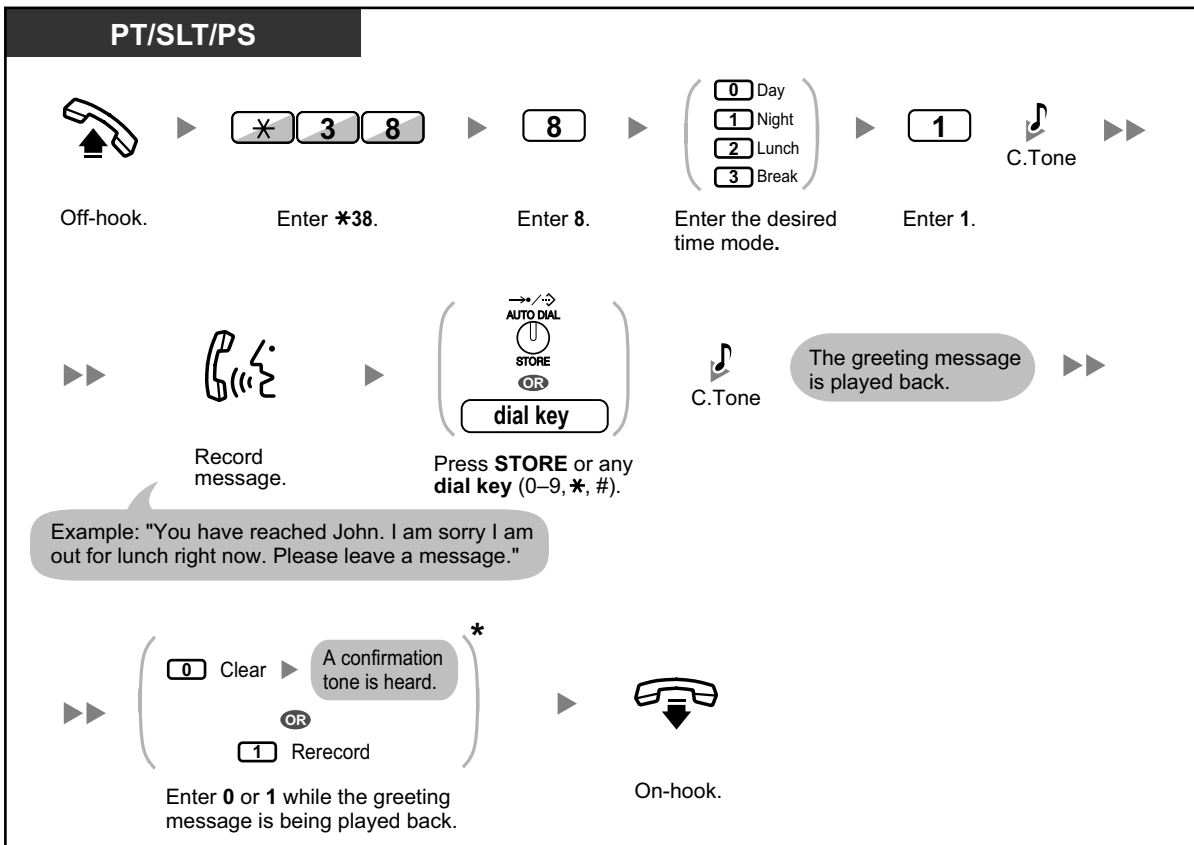 PT/SLT/PS
0 Day
1 Night
2 Lunch
3 Break
✳ 3 8
8
1
C.Tone
Off-hook.
Enter ✳38.
Enter 8.
Enter the desired
time mode.
Enter 1.
AUTO DIAL
STORE
OR
dial key
C.Tone
The greeting message
is played back.
Record
message.
Press STORE or any
dial key (0–9, ✳, #).
Example: "You have reached John. I am sorry I am
out for lunch right now. Please leave a message."
0 Clear
A confirmation
tone is heard.
*
OR
1 Rerecord
Enter 0 or 1 while the greeting
message is being played back.
On-hook.